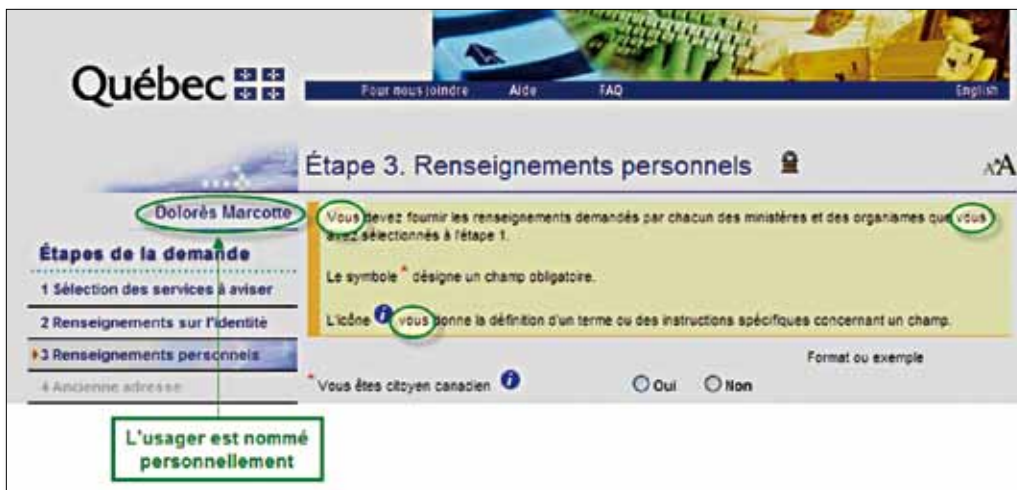 Québec
Pour nous joindre Aide FAQ English
Étape 3. Renseignements personnels
AAA
Dolorès Marcotte
Vous devez fournir les renseignements demandés par chacun des ministères et des organismes que vous
avez sélectionnés à l'étape 1.
Le symbole * désigne un champ obligatoire.
L'icône i vous donne la définition d'un terme ou des instructions spécifiques concernant un champ.
Étapes de la demande
1 Sélection des services à aviser
2 Renseignements sur l'identité
3 Renseignements personnels
4 Ancienne adresse
Format ou exemple
* Vous êtes citoyen canadien i Oui Non
L'usager est nommé
personnellement